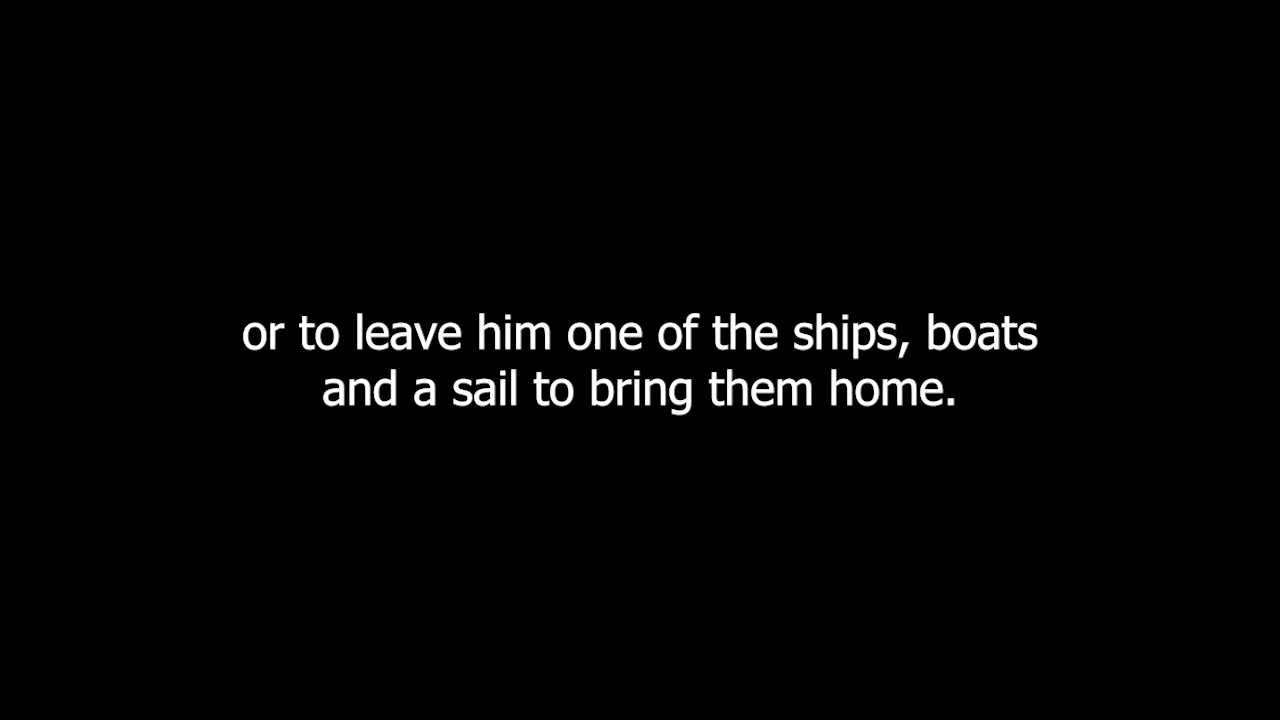 or to leave him one of the ships, boats
and a sail to bring them home.